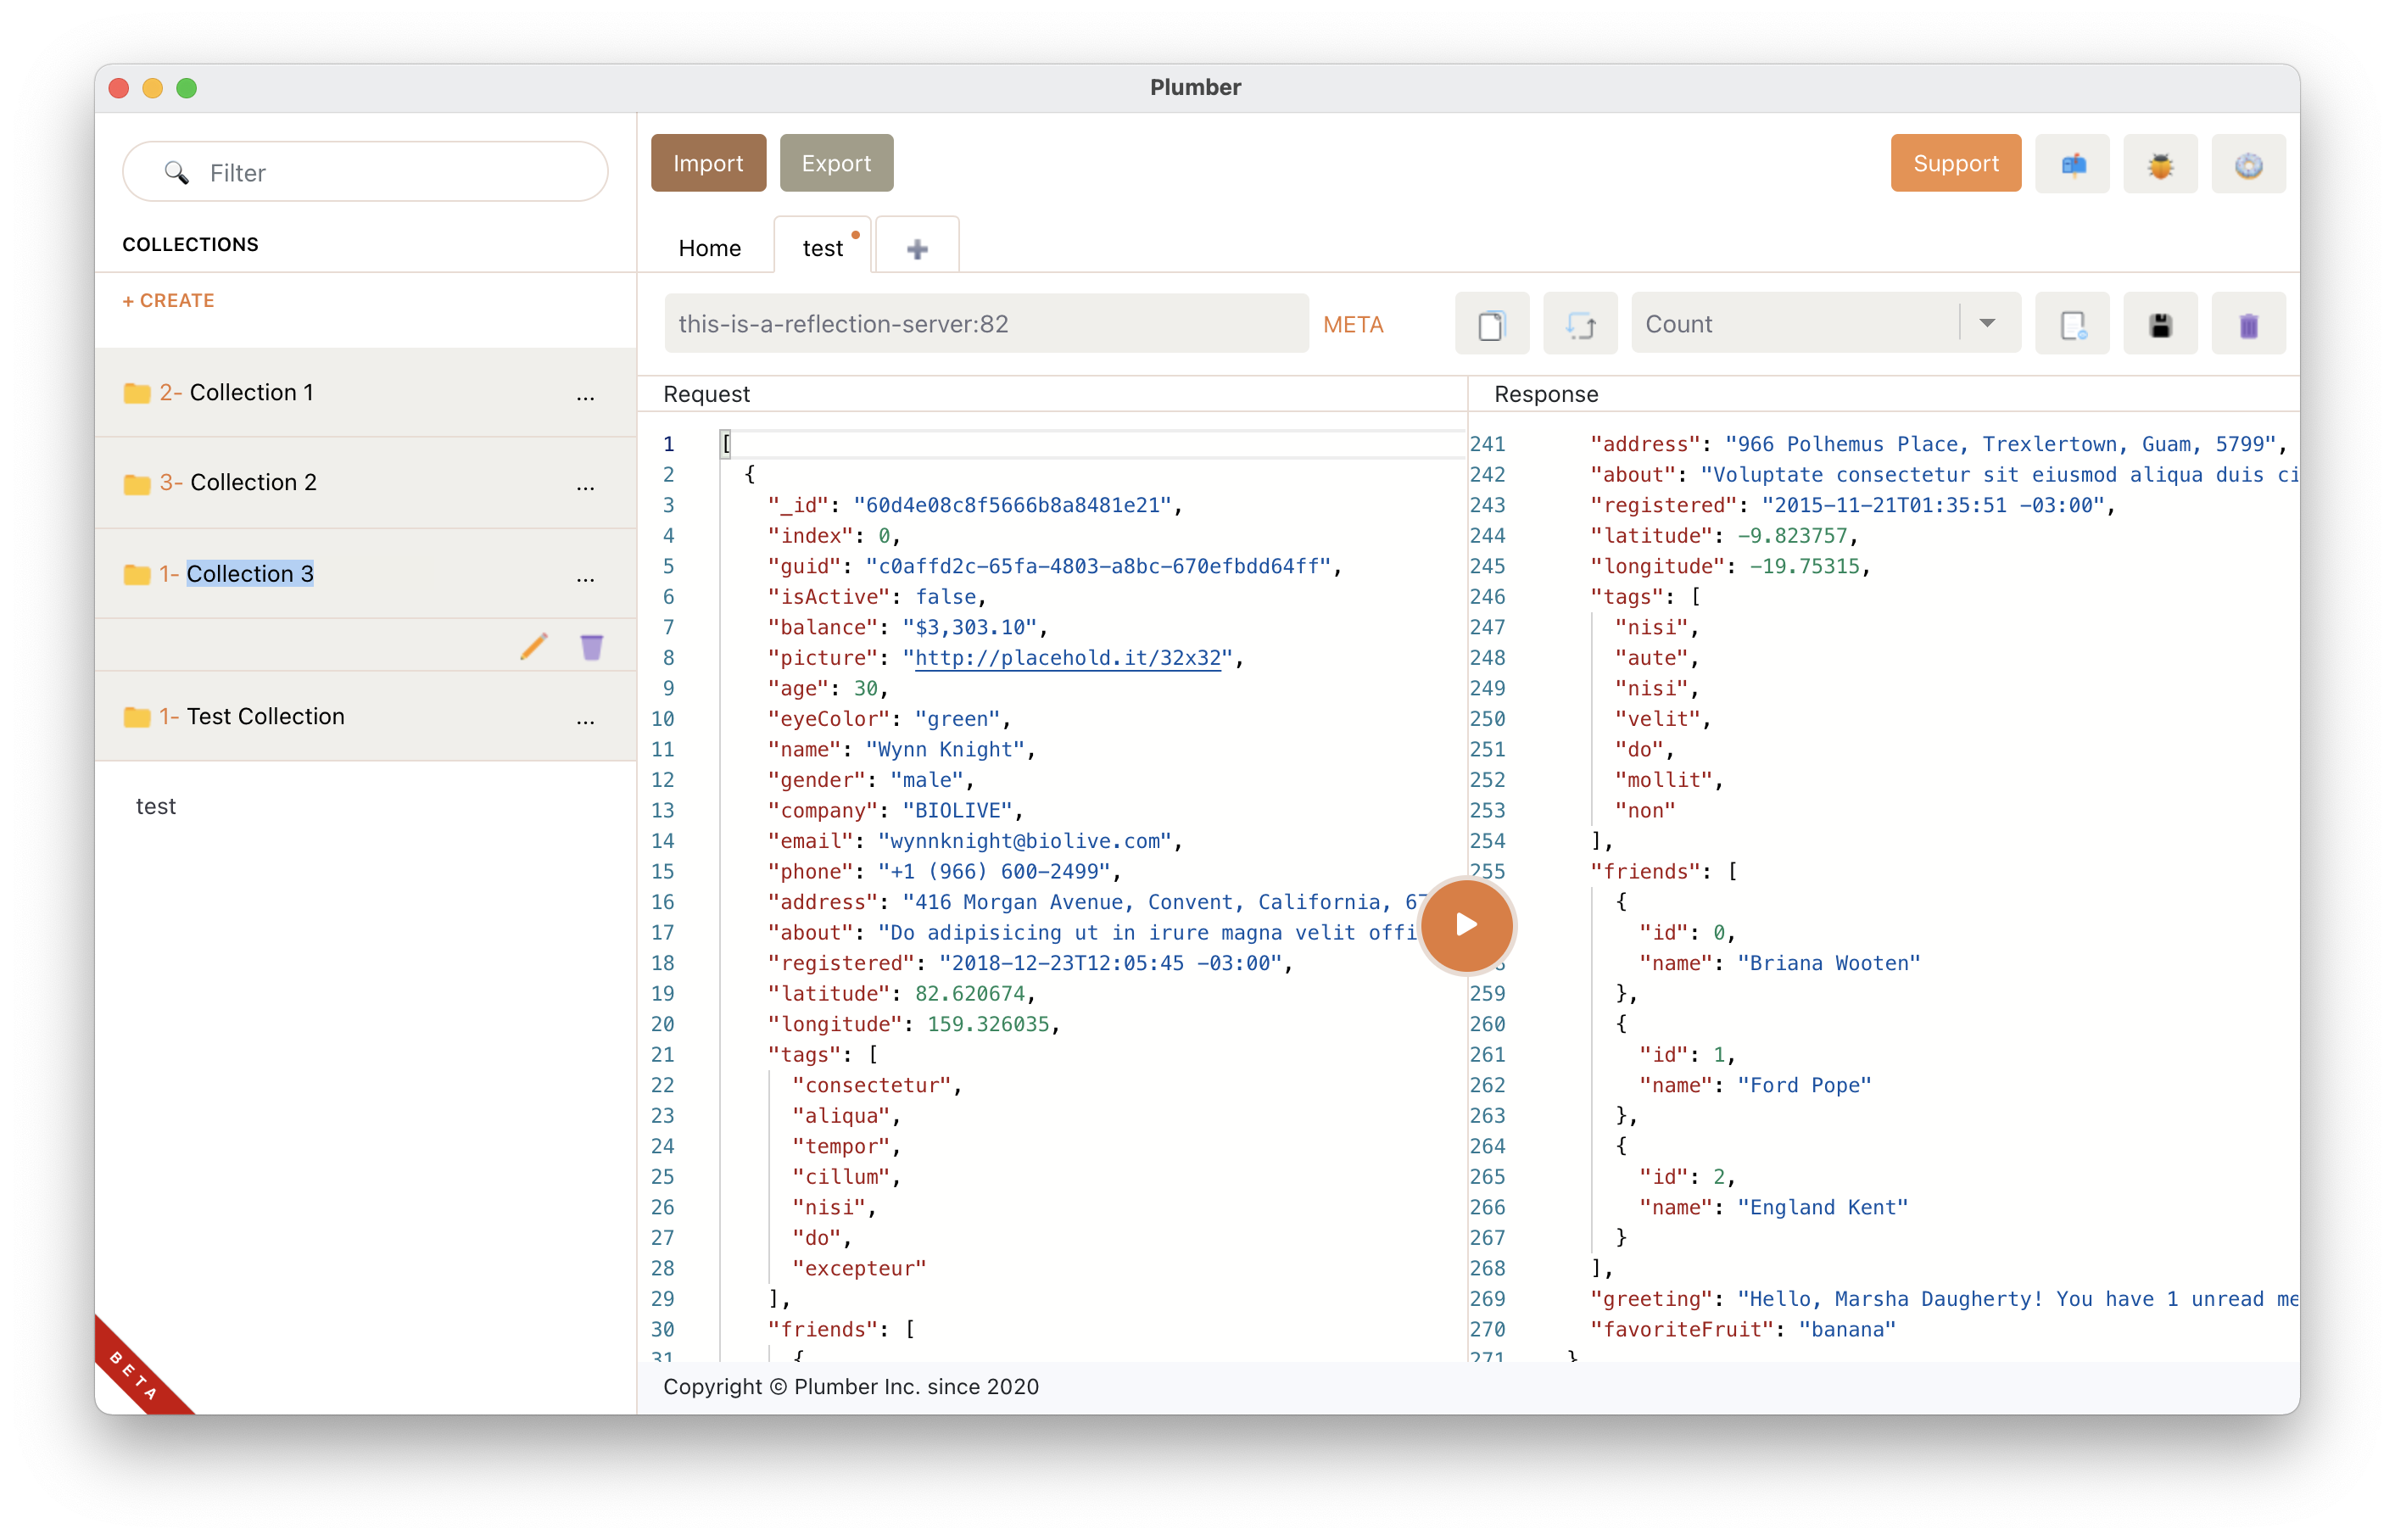 Plumber
Filter
COLLECTIONS
+ CREATE
2- Collection 1 ...
3- Collection 2 ...
1- Collection 3 ...
1- Test Collection ...
test
BETA
Import Export Support
Home test
this-is-a-reflection-server:82 META Count
Request
1 [
2 {
3 "_id": "60d4e08c8f5666b8a8481e21",
4 "index": 0,
5 "guid": "c0affd2c-65fa-4803-a8bc-670efbdd64ff",
6 "isActive": false,
7 "balance": "$3,303.10",
8 "picture": "http://placehold.it/32x32",
9 "age": 30,
10 "eyeColor": "green",
11 "name": "Wynn Knight",
12 "gender": "male",
13 "company": "BIOLIVE",
14 "email": "wynnknight@biolive.com",
15 "phone": "+1 (966) 600-2499",
16 "address": "416 Morgan Avenue, Convent, California, 67
17 "about": "Do adipisicing ut in irure magna velit offi
18 "registered": "2018-12-23T12:05:45 -03:00",
19 "latitude": 82.620674,
20 "longitude": 159.326035,
21 "tags": [
22 "consectetur",
23 "aliqua",
24 "tempor",
25 "cillum",
26 "nisi",
27 "do",
28 "excepteur"
29 ],
30 "friends": [
31 {
Response
241 "address": "966 Polhemus Place, Trexlertown, Guam, 5799",
242 "about": "Voluptate consectetur sit eiusmod aliqua duis ci
243 "registered": "2015-11-21T01:35:51 -03:00",
244 "latitude": -9.823757,
245 "longitude": -19.75315,
246 "tags": [
247 "nisi",
248 "aute",
249 "nisi",
250 "velit",
251 "do",
252 "mollit",
253 "non"
254 ],
255 "friends": [
{
"id": 0,
"name": "Briana Wooten"
259 },
260 {
261 "id": 1,
262 "name": "Ford Pope"
263 },
264 {
265 "id": 2,
266 "name": "England Kent"
267 }
268 ],
269 "greeting": "Hello, Marsha Daugherty! You have 1 unread me
270 "favoriteFruit": "banana"
271 }
Copyright © Plumber Inc. since 2020